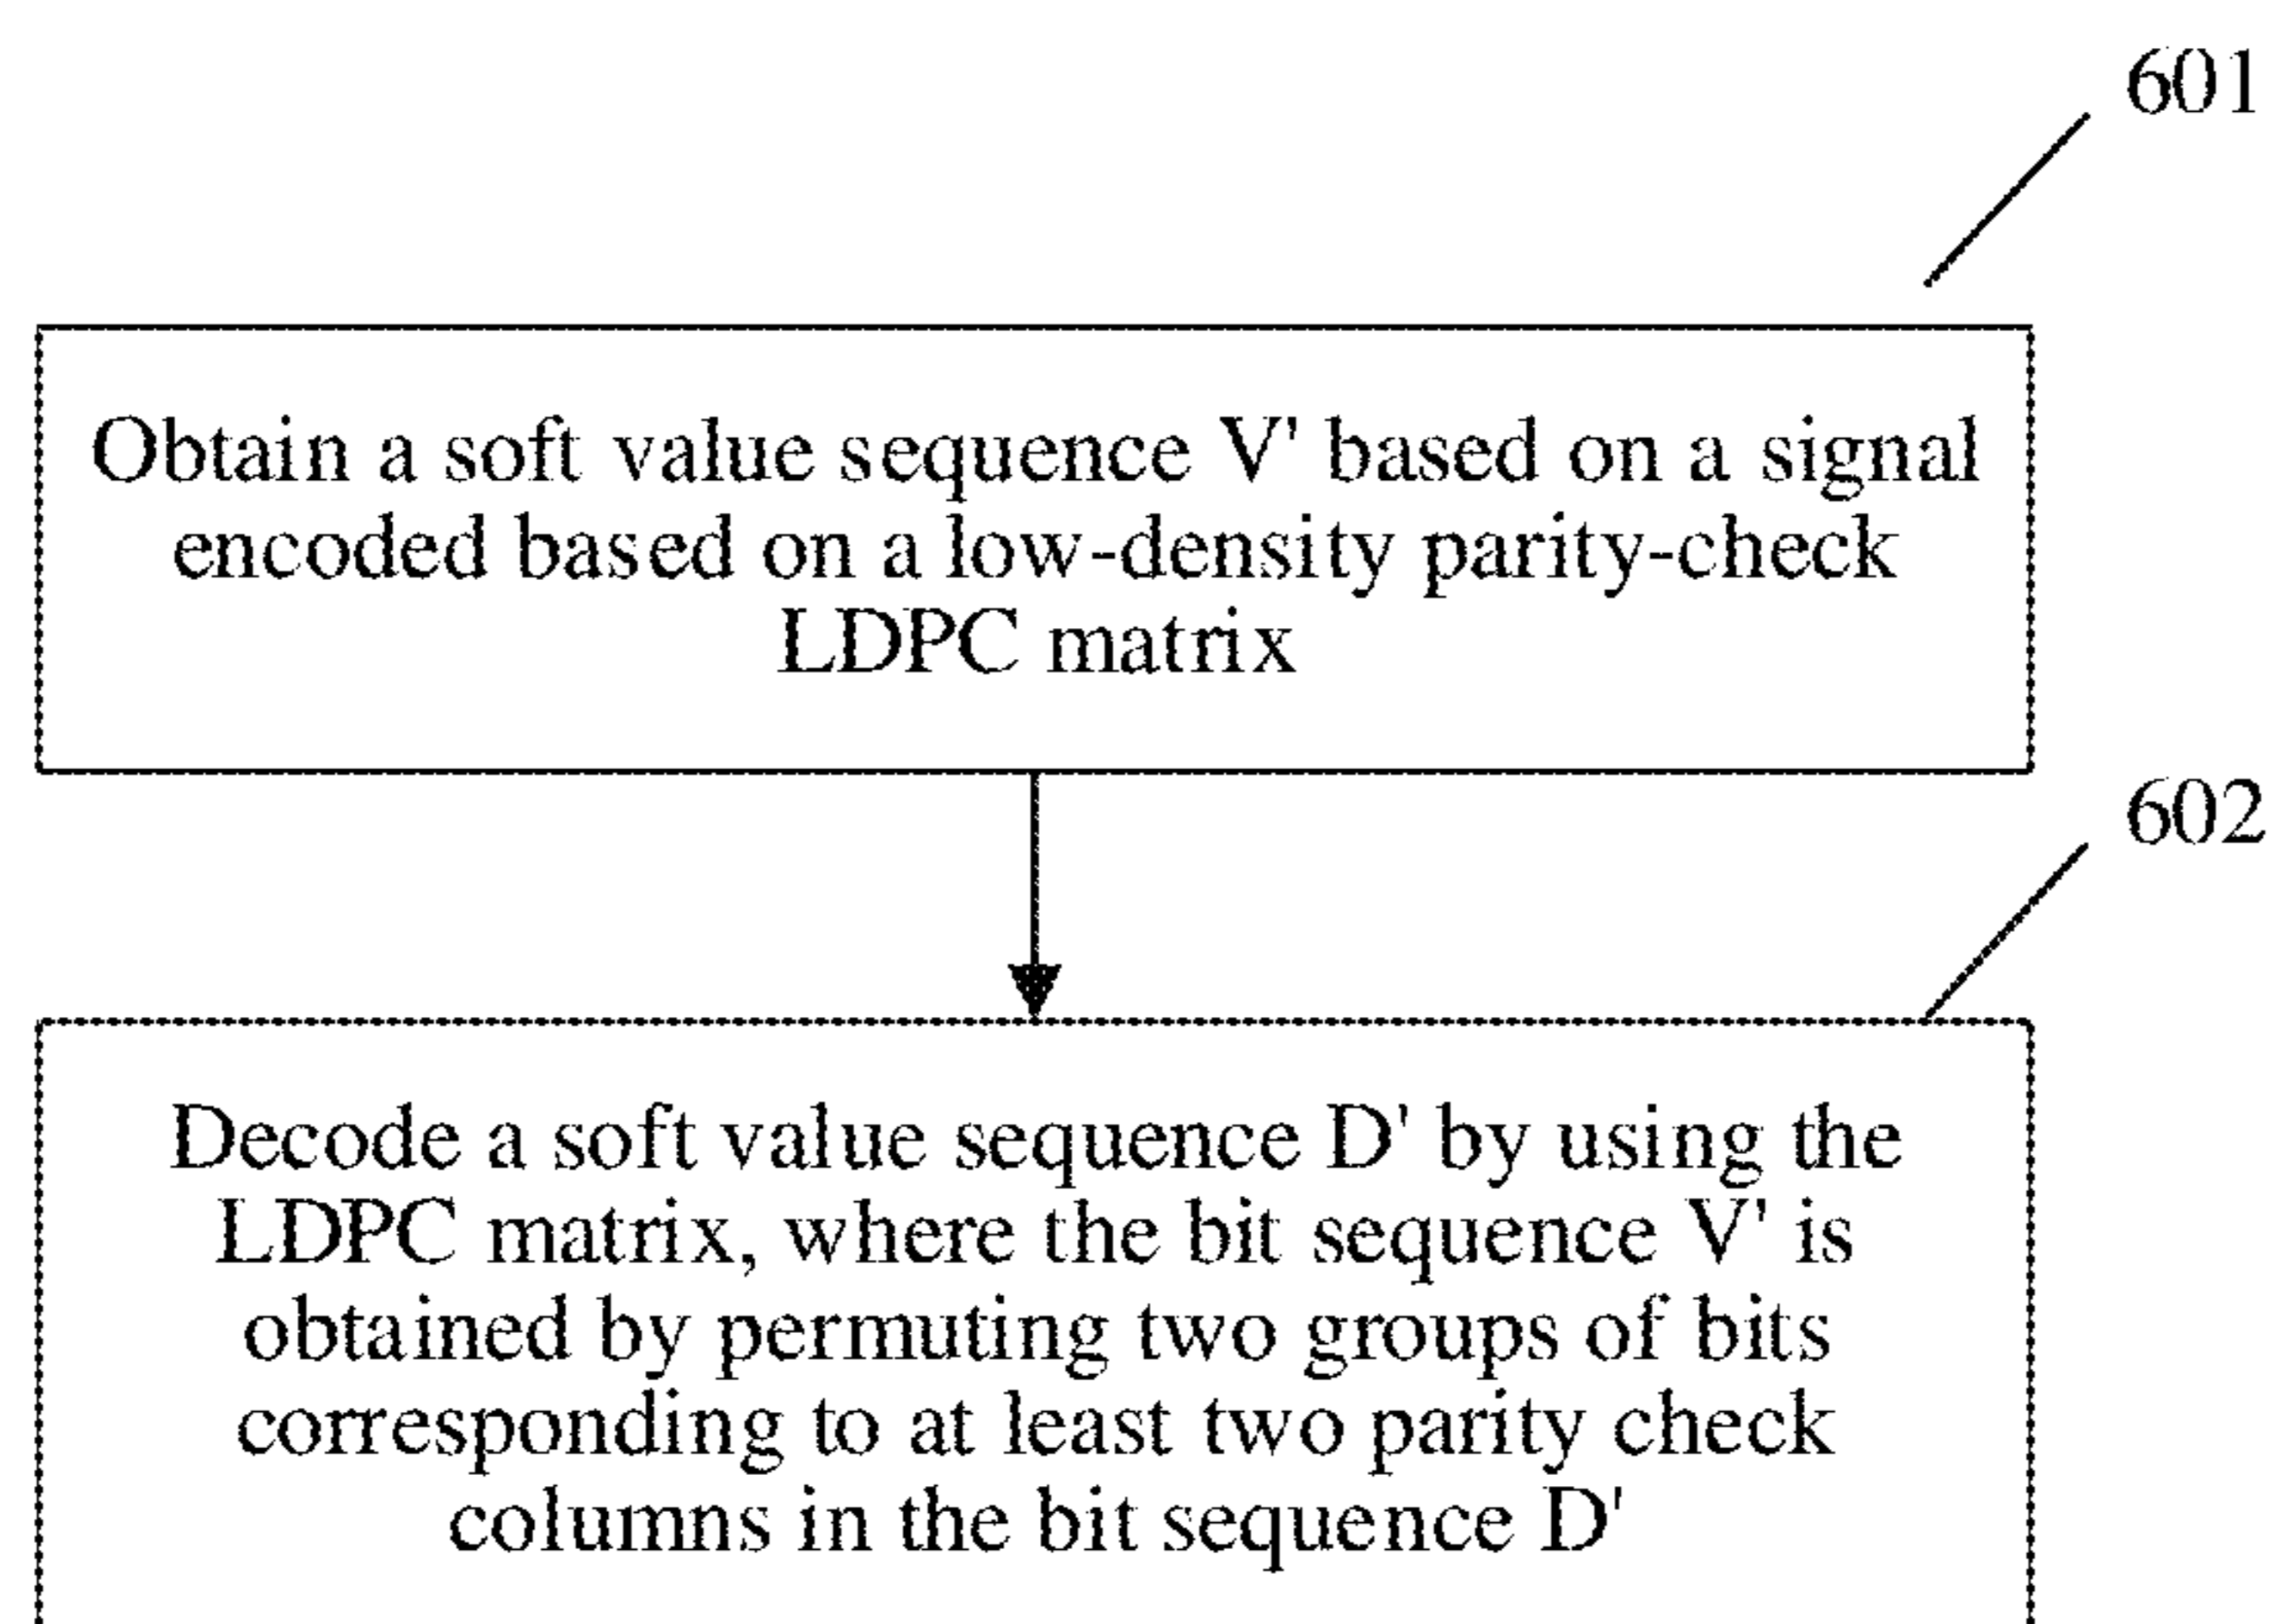 601
Obtain a soft value sequence V' based on a signal
encoded based on a low-density parity-check
LDPC matrix
602
Decode a soft value sequence D' by using the
LDPC matrix, where the bit sequence V' is
obtained by permuting two groups of bits
corresponding to at least two parity check
columns in the bit sequence D'